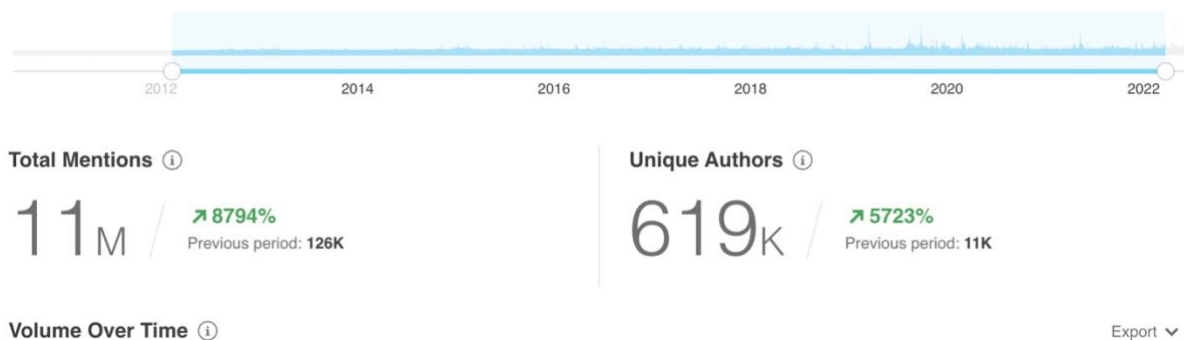 2012 2014 2016 2018 2020 2022
Total Mentions
Unique Authors
11M
8794%
Previous period: 126K
619K
5723%
Previous period: 11K
Volume Over Time
Export